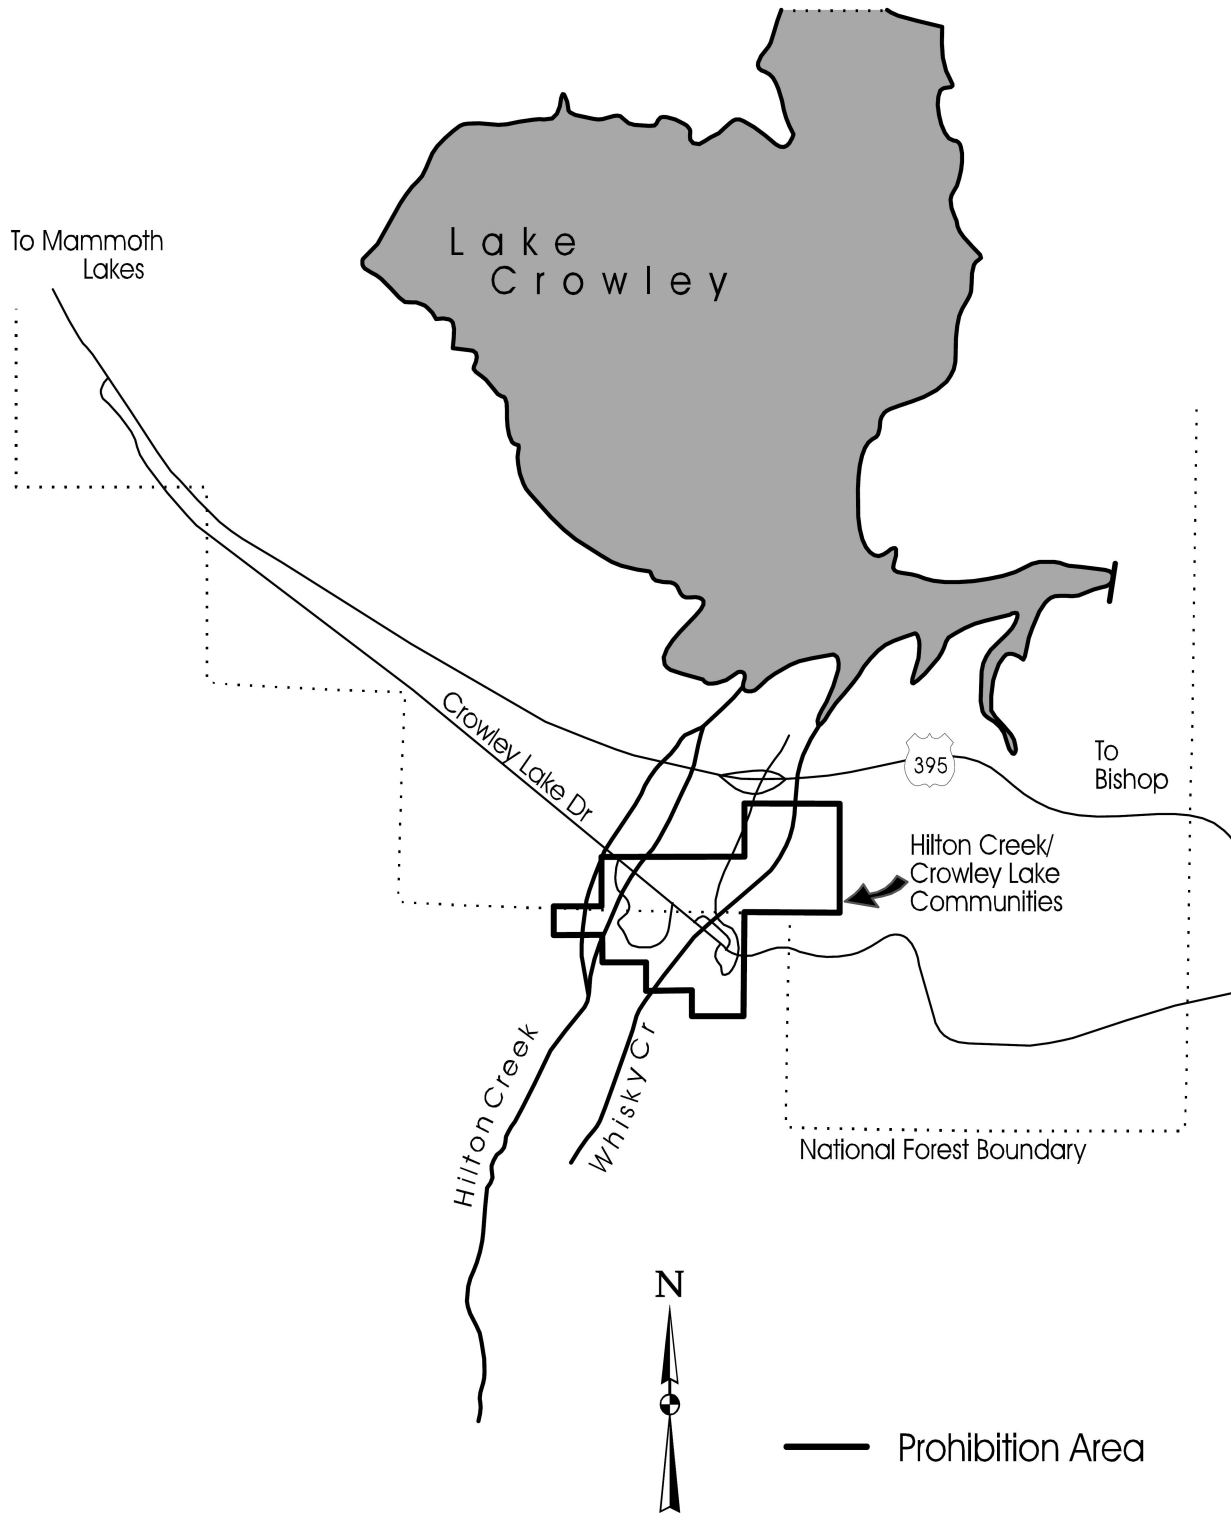 To Mammoth
Lakes
Lake
Crowley
Crowley Lake Dr
395
To
Bishop
Hilton Creek/
Crowley Lake
Communities
Hilton Creek
Whisky Cr
National Forest Boundary
N
Prohibition Area